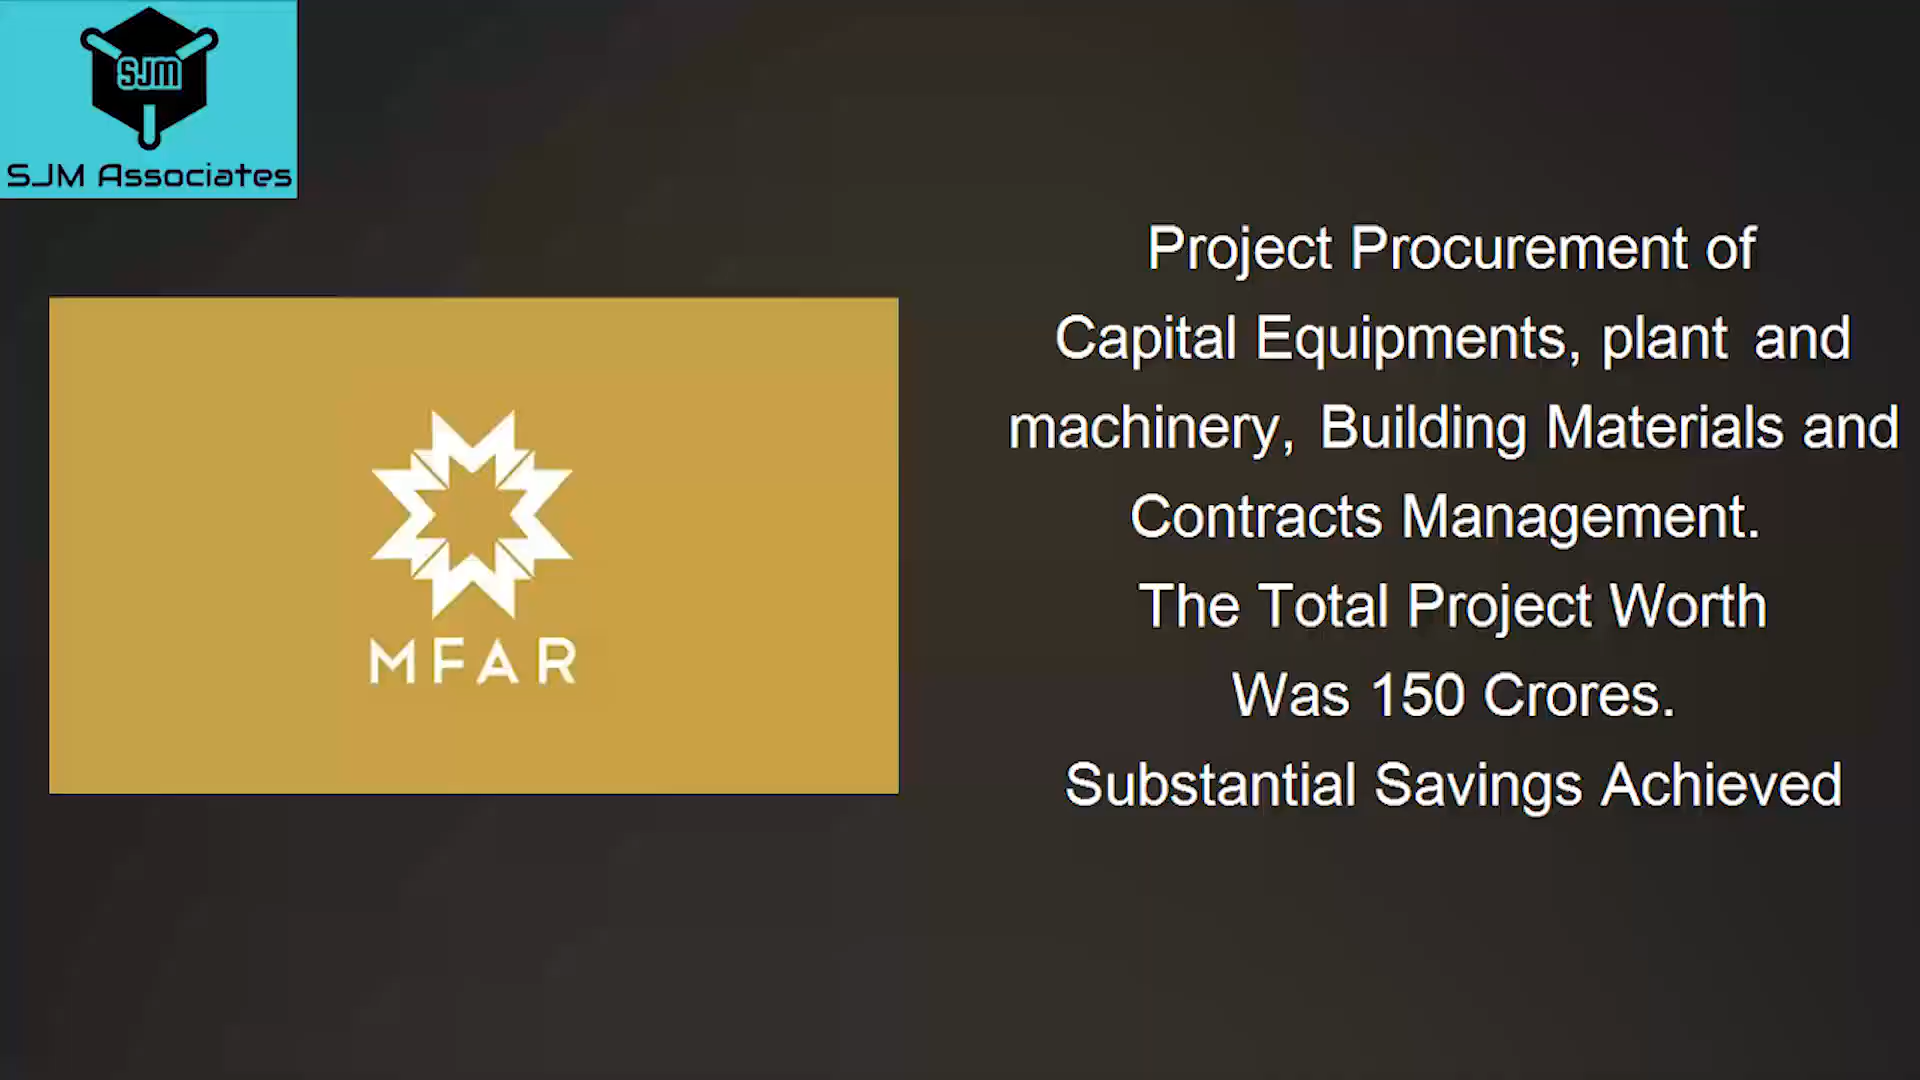 SJM
SJM Associates
MFAR
Project Procurement of
Capital Equipments, plant and
machinery, Building Materials and
Contracts Management.
The Total Project Worth
Was 150 Crores.
Substantial Savings Achieved